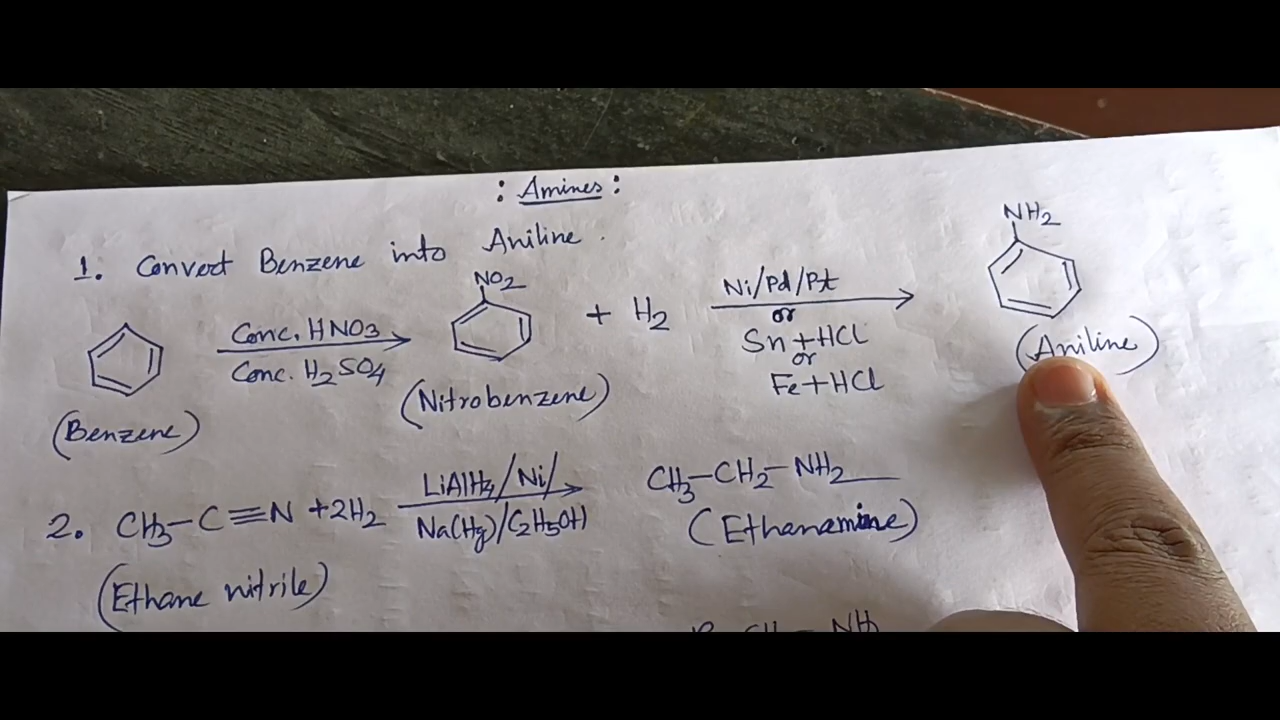 : Amines :
1. Convert Benzene into Aniline.
NO2
NH2
Conc. HNO3
Conc. H2SO4
+ H2
Ni/Pd/Pt
or
Sn+HCl
or
Fe+HCl
(Benzene)
(Nitrobenzene)
(Aniline)
2. CH3-C≡N +2H2
LiAlH4/Ni/
Na(Hg)/C2H5OH
CH3-CH2-NH2
(Ethane nitrile)
(Ethanamine)